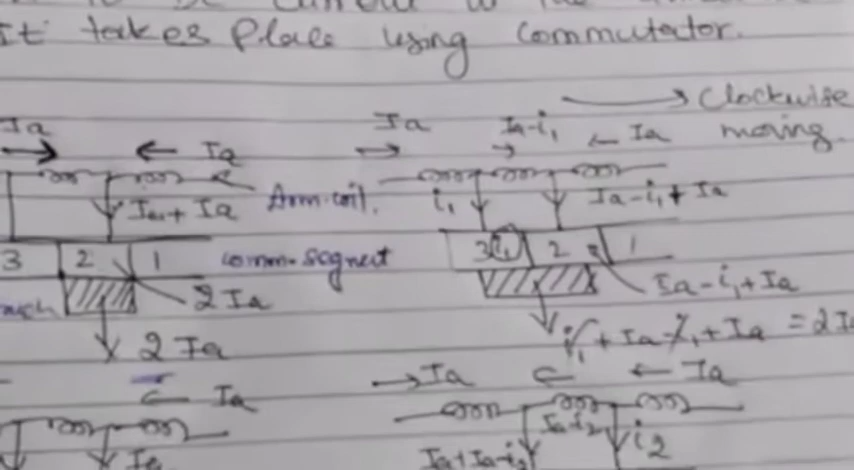 current
It takes Place using Commutator.
Clockwise
moving.
Ia Ia Ia Ia-i1 Ia
Ia + Ia Arm.coil. i1 Ia-i1+Ia
3 2 1 comm. segment 3 i1 2 1
2Ia Ia-i1+Ia
2Ia i1+Ia-i1+Ia = 2I
Ia Ia Ia
Ia-i2
Ia Ia+Ia-i2 i2